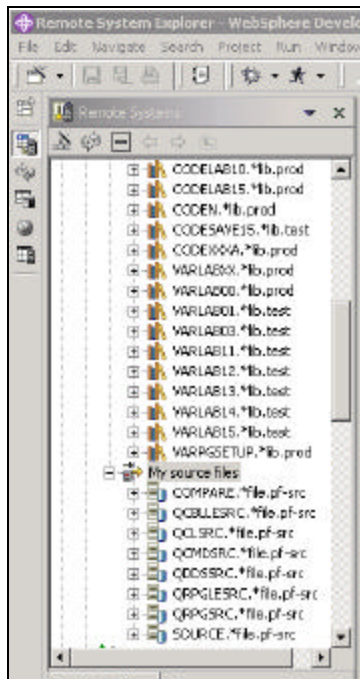 Remote System Explorer - WebSphere Develo
File Edit Navigate Search Project Run Window
Remote Systems
CODELAB10.*lib.prod
CODELAB15.*lib.prod
CODEN.*lib.prod
CODESAVE15.*lib.test
CODEXXXA.*lib.prod
VARLABXX.*lib.prod
VARLAB00.*lib.prod
VARLAB01.*lib.test
VARLAB03.*lib.test
VARLAB11.*lib.test
VARLAB12.*lib.test
VARLAB13.*lib.test
VARLAB14.*lib.test
VARLAB15.*lib.test
VARPGSETUP.*lib.prod
My source files
COMPARE.*file.pf-src
QCBLLESRC.*file.pf-src
QCLSRC.*file.pf-src
QCMDSRC.*file.pf-src
QDDSSRC.*file.pf-src
QRPGLESRC.*file.pf-src
QRPGSRC.*file.pf-src
SOURCE.*file.pf-src